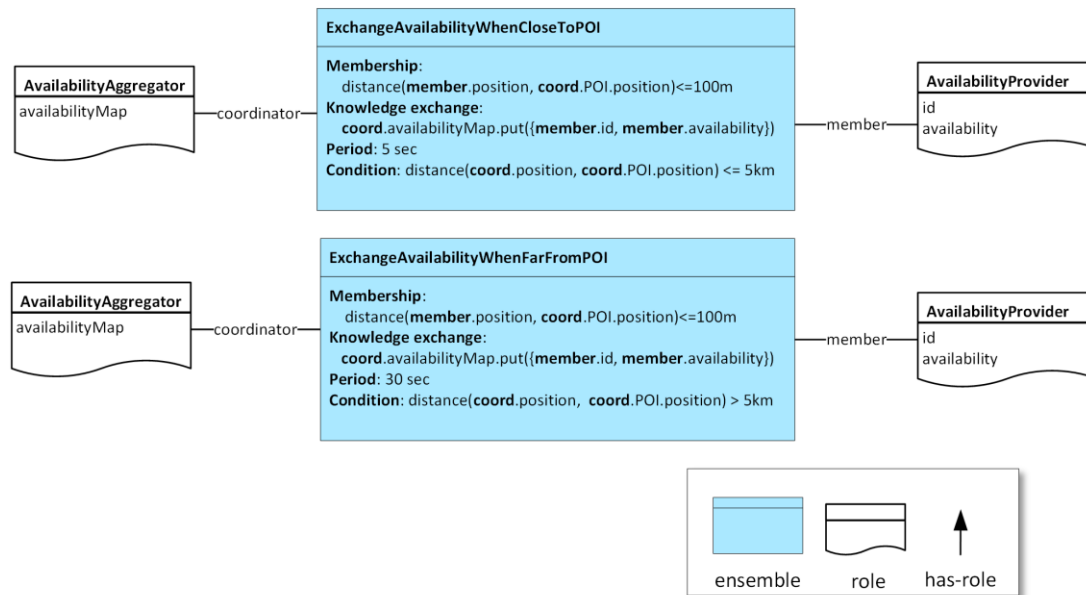 ExchangeAvailabilityWhenCloseToPOI
Membership:
distance(member.position, coord.POI.position)<=100m
Knowledge exchange:
coord.availabilityMap.put({member.id, member.availability})
Period: 5 sec
Condition: distance(coord.position, coord.POI.position) <= 5km
AvailabilityAggregator
availabilityMap
coordinator
member
AvailabilityProvider
id
availability
ExchangeAvailabilityWhenFarFromPOI
Membership:
distance(member.position, coord.POI.position)<=100m
Knowledge exchange:
coord.availabilityMap.put({member.id, member.availability})
Period: 30 sec
Condition: distance(coord.position, coord.POI.position) > 5km
AvailabilityAggregator
availabilityMap
coordinator
member
AvailabilityProvider
id
availability
ensemble
role
has-role